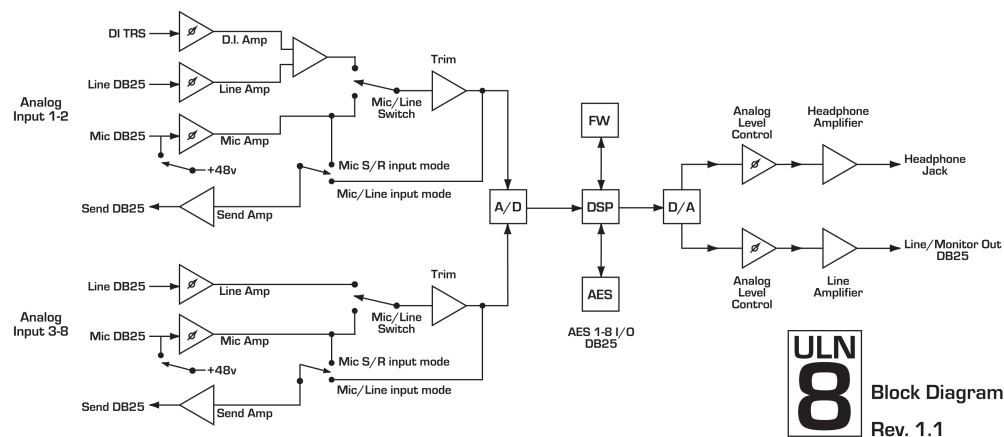 DI TRS
D.I. Amp
Line DB25
Line Amp
Analog
Input 1-2
Mic DB25
Mic Amp
+48v
Send DB25
Send Amp
Mic/Line
Switch
Trim
Mic S/R input mode
Mic/Line input mode
Line DB25
Line Amp
Analog
Input 3-8
Mic DB25
Mic Amp
+48v
Send DB25
Send Amp
Mic/Line
Switch
Trim
Mic S/R input mode
Mic/Line input mode
A/D
FW
DSP
AES
AES 1-8 I/O
DB25
D/A
Analog
Level
Control
Headphone
Amplifier
Headphone
Jack
Analog
Level
Control
Line
Amplifier
Line/Monitor Out
DB25
ULN
8
Block Diagram
Rev. 1.1